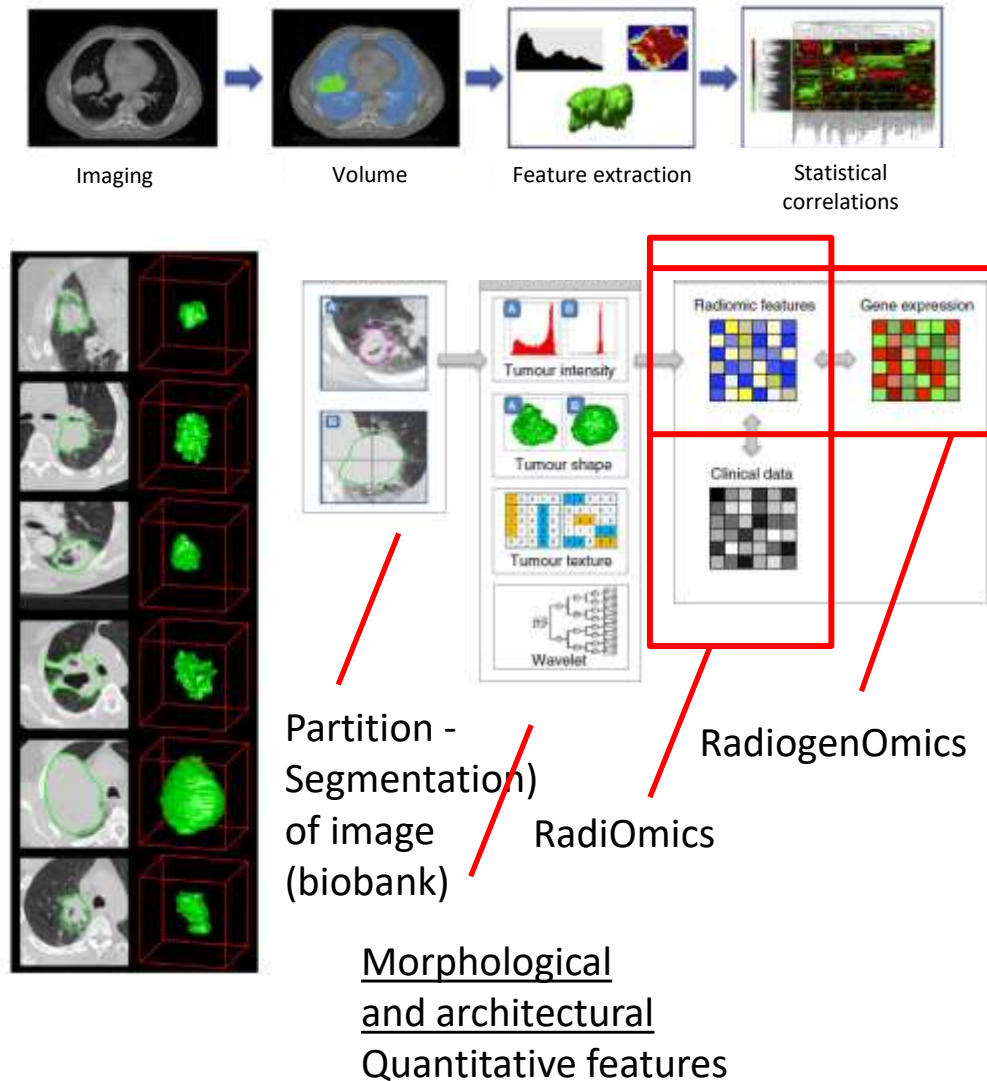 Imaging
Volume
Feature extraction
Statistical
correlations
A
B
A
B
Tumour intensity
A
B
Tumour shape
Tumour texture
Wavelet
Radiomic features
Gene expression
Clinical data
Partition -
Segmentation)
of image
(biobank)
RadiOmics
RadiogenOmics
Morphological
and architectural
Quantitative features